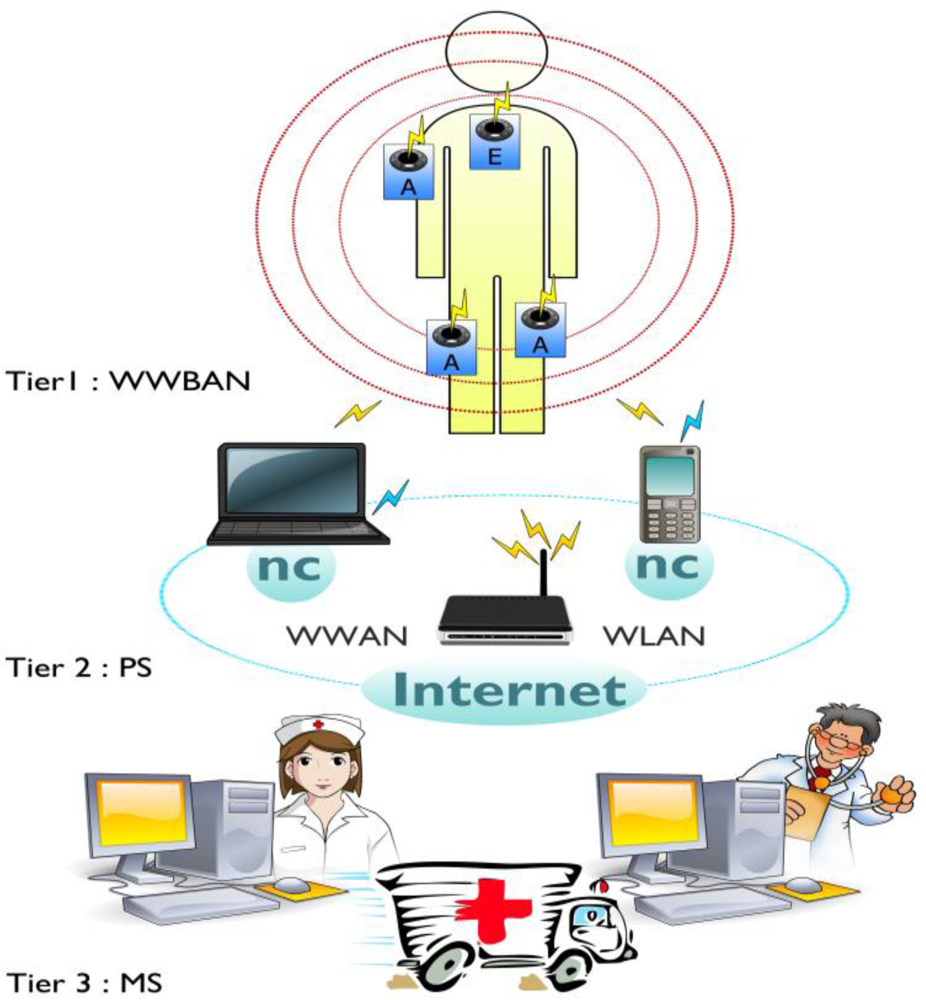 E
A
A
A
Tier1 : WWBAN
nc
nc
WWAN
WLAN
Tier 2 : PS
Internet
Tier 3 : MS